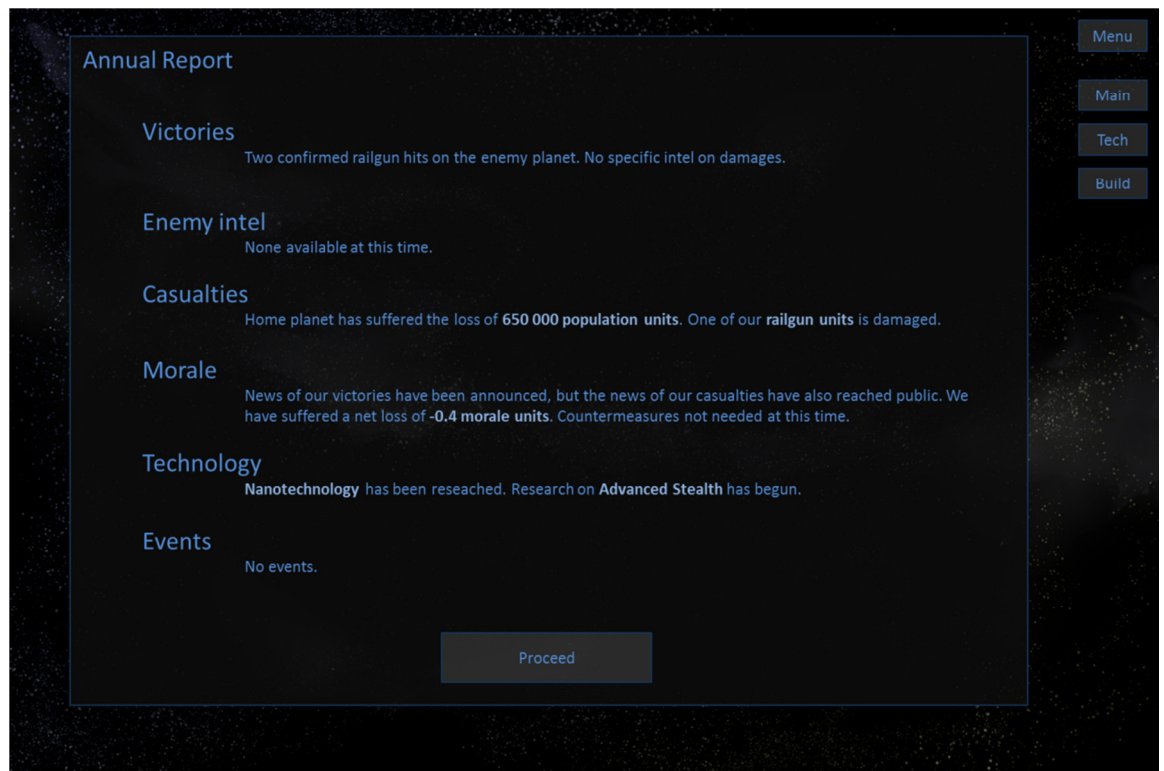 Annual Report
Victories
Two confirmed railgun hits on the enemy planet. No specific intel on damages.
Enemy intel
None available at this time.
Casualties
Home planet has suffered the loss of 650 000 population units. One of our railgun units is damaged.
Morale
News of our victories have been announced, but the news of our casualties have also reached public. We
have suffered a net loss of -0.4 morale units. Countermeasures not needed at this time.
Technology
Nanotechnology has been reseached. Research on Advanced Stealth has begun.
Events
No events.
Proceed
Menu
Main
Tech
Build